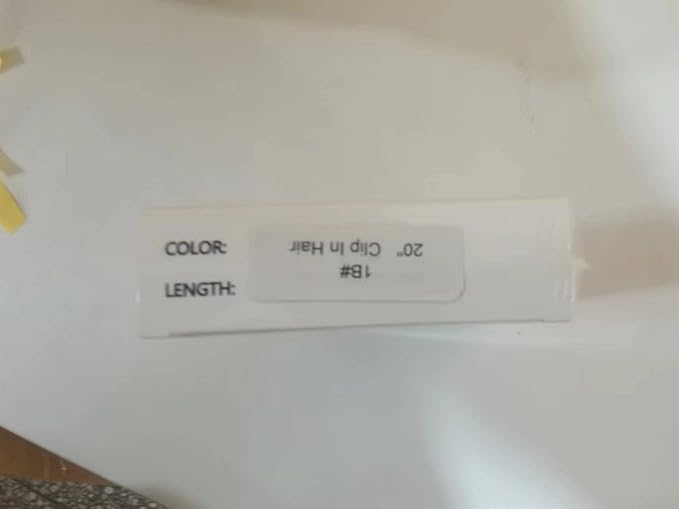 COLOR:
LENGTH:
1B#
20" Clip In Hair